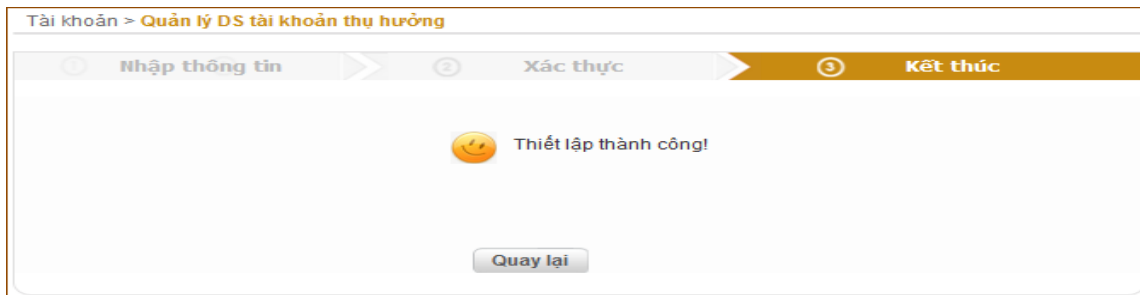 Tài khoản > Quản lý DS tài khoản thụ hưởng
1 Nhập thông tin 2 Xác thực 3 Kết thúc
Thiết lập thành công!
Quay lại